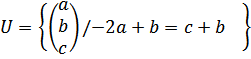 U = { (a b c) / −2a + b = c + b }